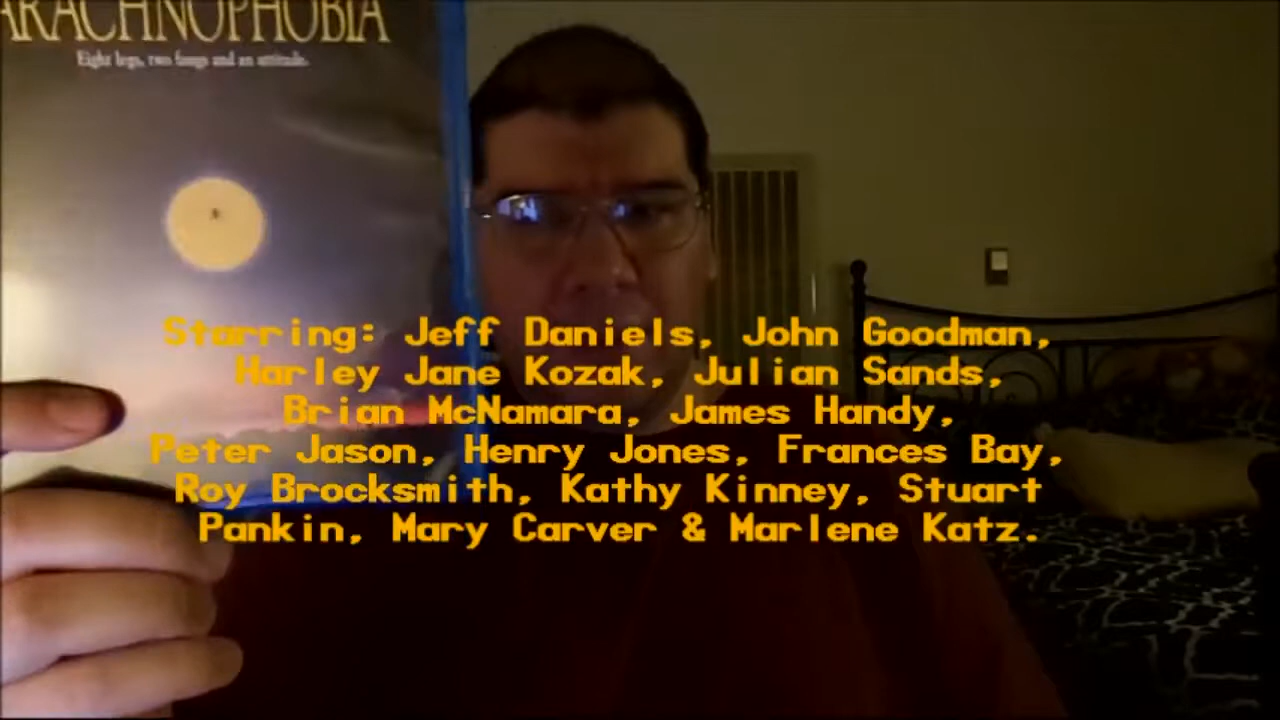 ARACHNOPHOBIA
Eight legs, two fangs and an attitude.
Starring: Jeff Daniels, John Goodman,
Harley Jane Kozak, Julian Sands,
Brian McNamara, James Handy,
Peter Jason, Henry Jones, Frances Bay,
Roy Brocksmith, Kathy Kinney, Stuart
Pankin, Mary Carver & Marlene Katz.